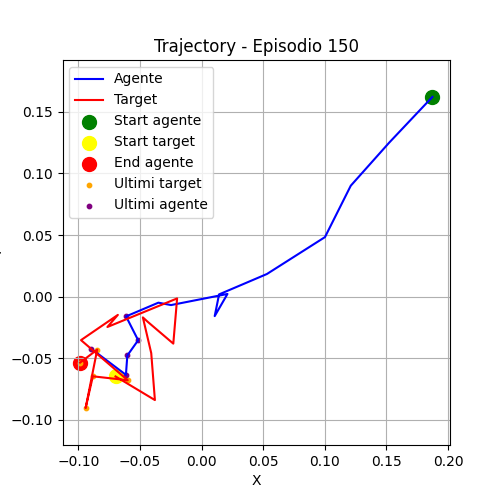 Trajectory - Episodio 150
Agente
Target
Start agente
Start target
End agente
Ultimi target
Ultimi agente
0.15
0.10
0.05
0.00
−0.05
−0.10
−0.10
−0.05
0.00
0.05
0.10
0.15
0.20
X